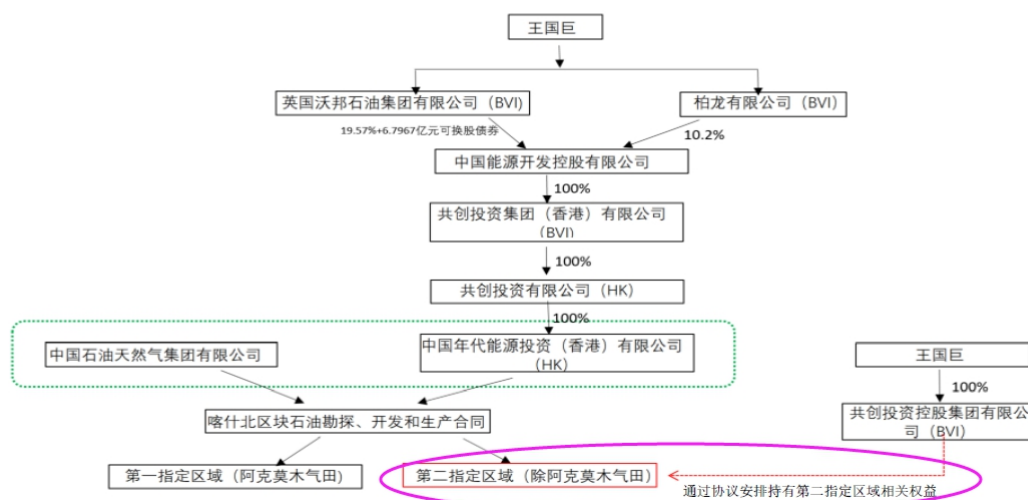 王国巨
英国沃邦石油集团有限公司（BVI）
柏龙有限公司（BVI）
19.57%+6.7967亿元可换股债券
10.2%
中国能源开发控股有限公司
100%
共创投资集团（香港）有限公司
（BVI）
100%
共创投资有限公司（HK）
100%
中国石油天然气集团有限公司
中国年代能源投资（香港）有限公司
（HK）
王国巨
100%
喀什北区块石油勘探、开发和生产合同
共创投资控股集团有限公
司（BVI）
第一指定区域（阿克莫木气田）
第二指定区域（除阿克莫木气田）
通过协议安排持有第二指定区域相关权益